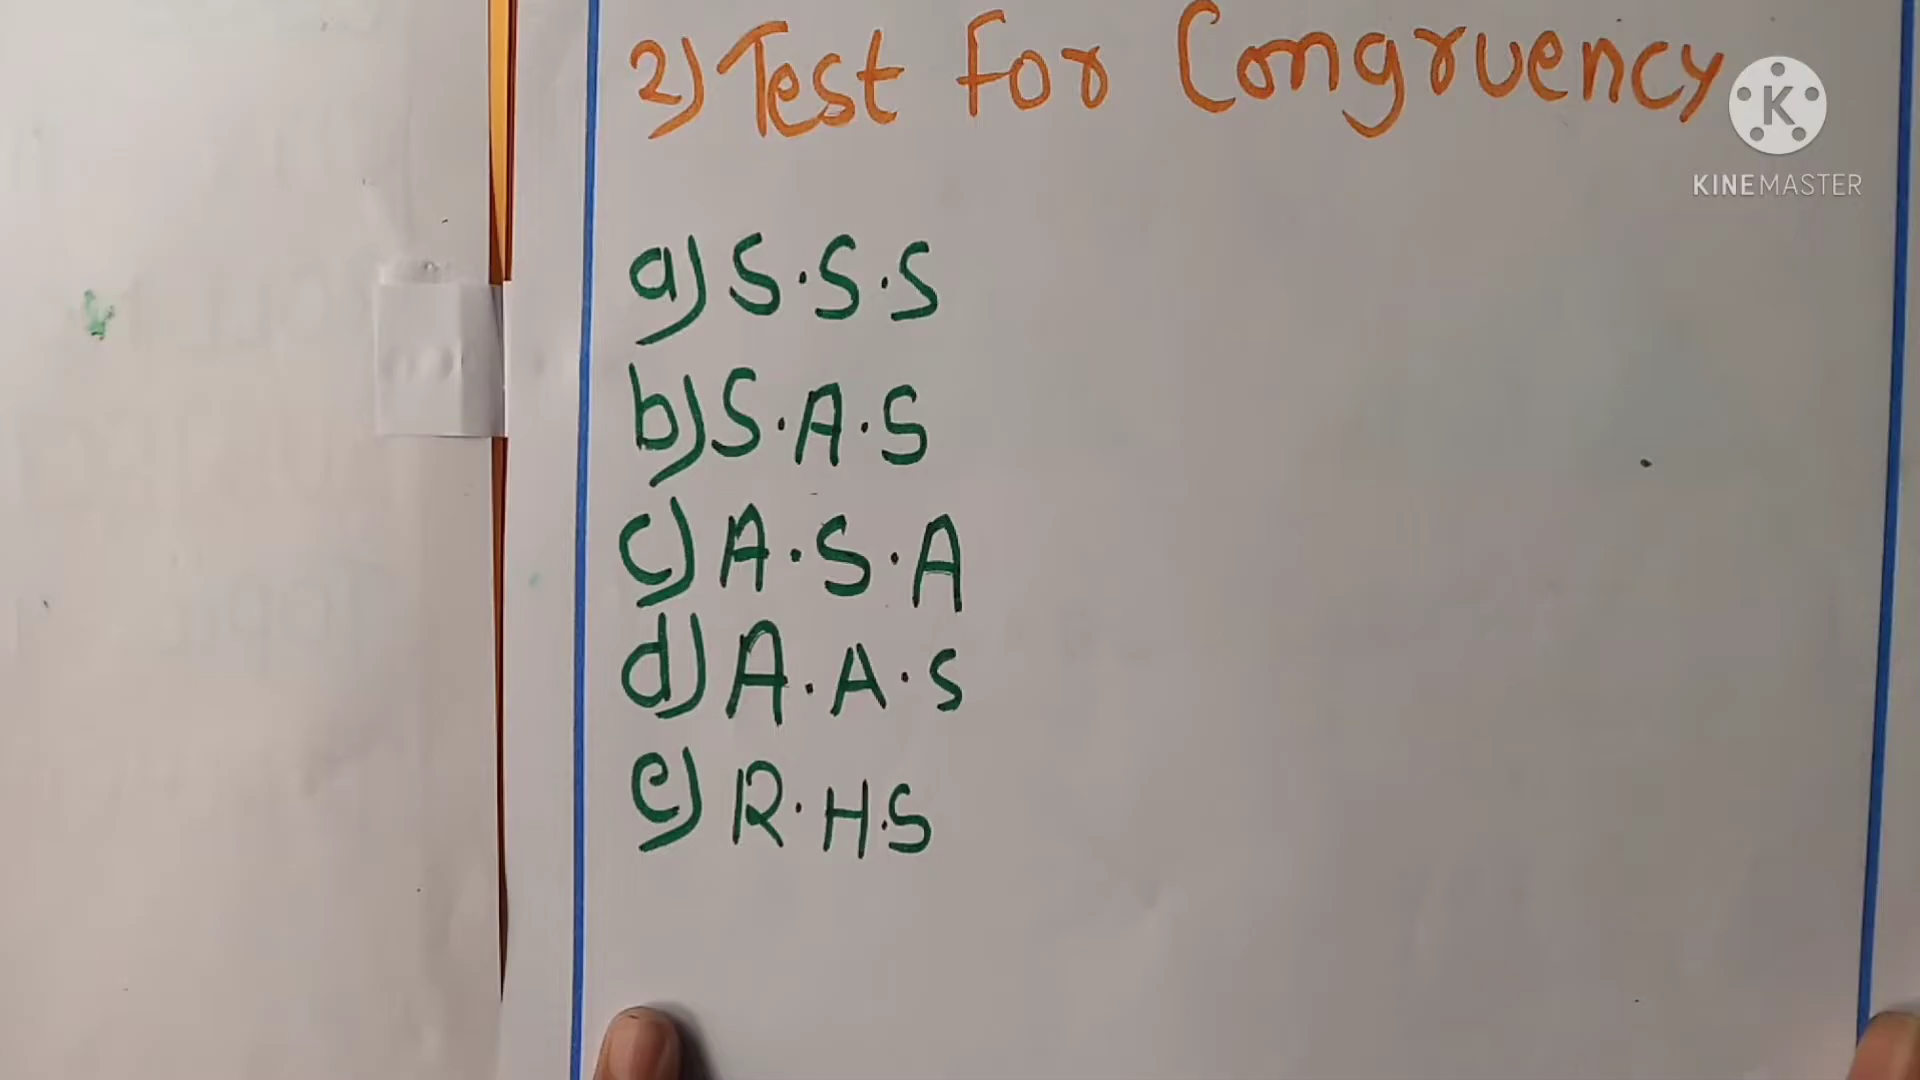 2) Test For Congruency
K
KINEMASTER
a) S.S.S
b) S.A.S
c) A.S.A
d) A.A.S
e) R.H.S